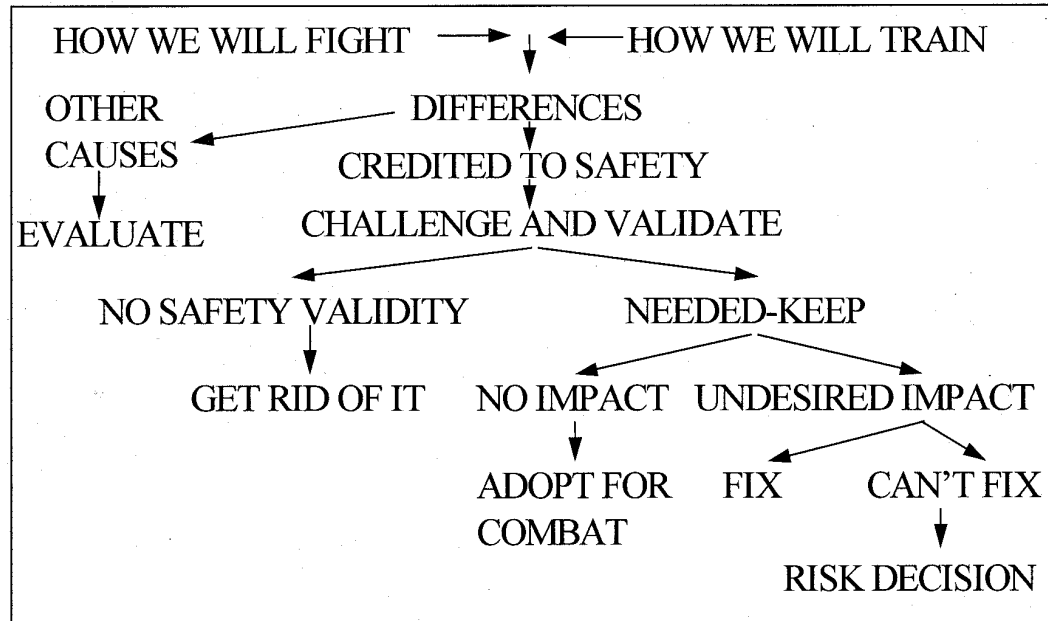 HOW WE WILL FIGHT HOW WE WILL TRAIN
OTHER
CAUSES
DIFFERENCES
CREDITED TO SAFETY
EVALUATE
CHALLENGE AND VALIDATE
NO SAFETY VALIDITY
NEEDED-KEEP
GET RID OF IT
NO IMPACT
UNDESIRED IMPACT
ADOPT FOR
COMBAT
FIX
CAN'T FIX
RISK DECISION